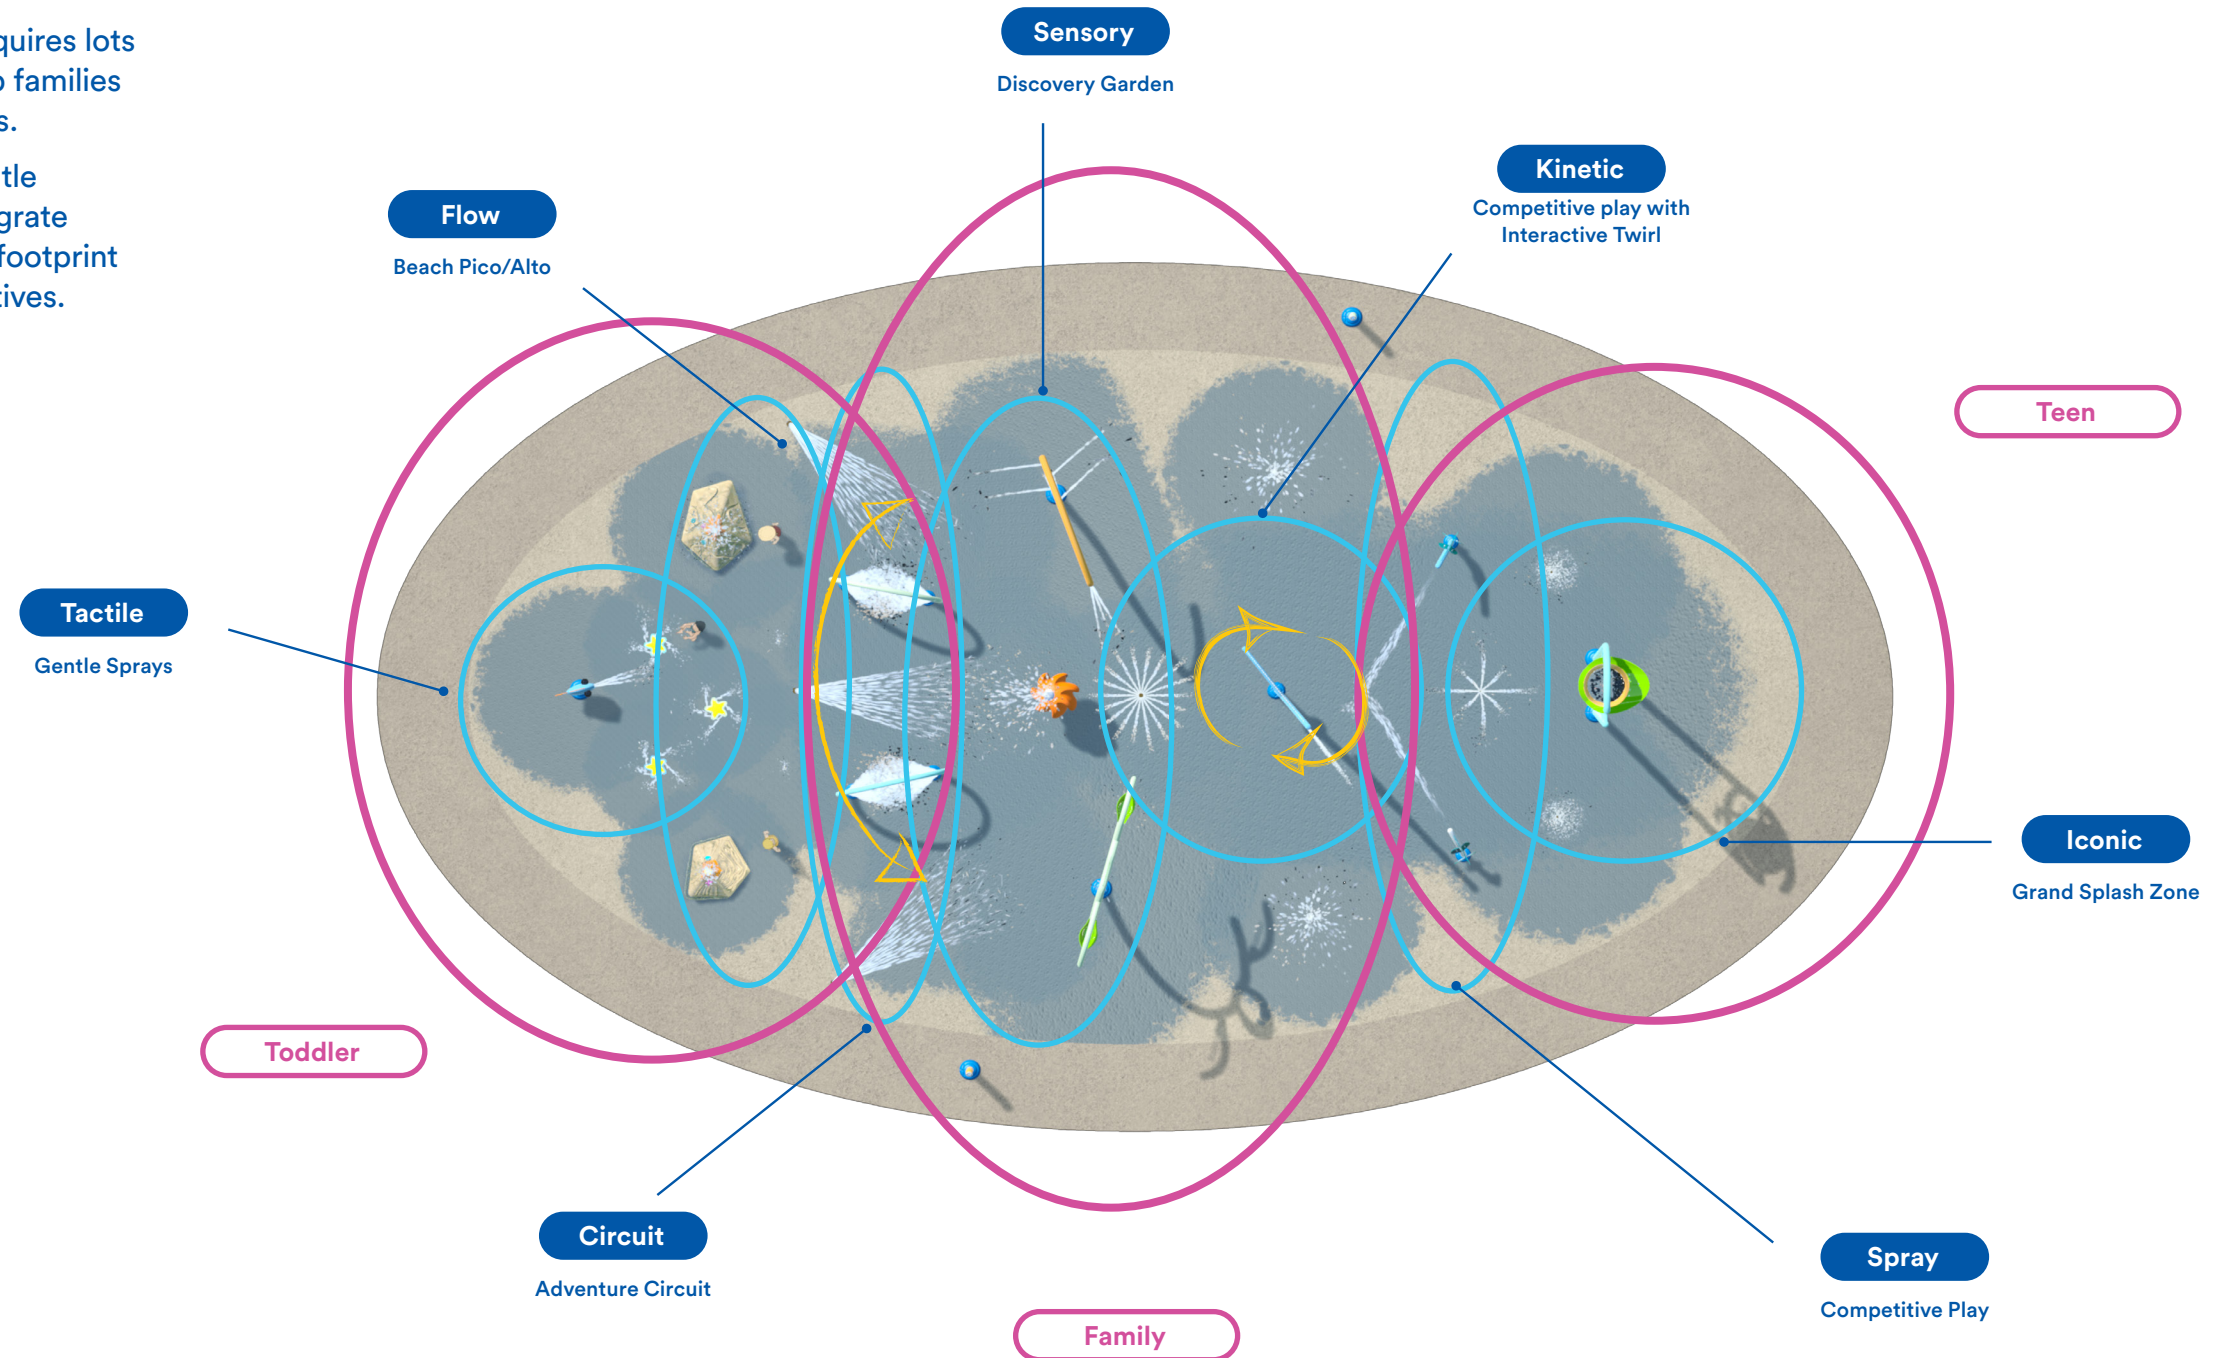 quires lots
families
s.
tle
grate
footprint
tives.
Sensory
Discovery Garden
Kinetic
Competitive play with
Interactive Twirl
Flow
Beach Pico/Alto
Teen
Tactile
Gentle Sprays
Iconic
Grand Splash Zone
Toddler
Circuit
Adventure Circuit
Spray
Competitive Play
Family